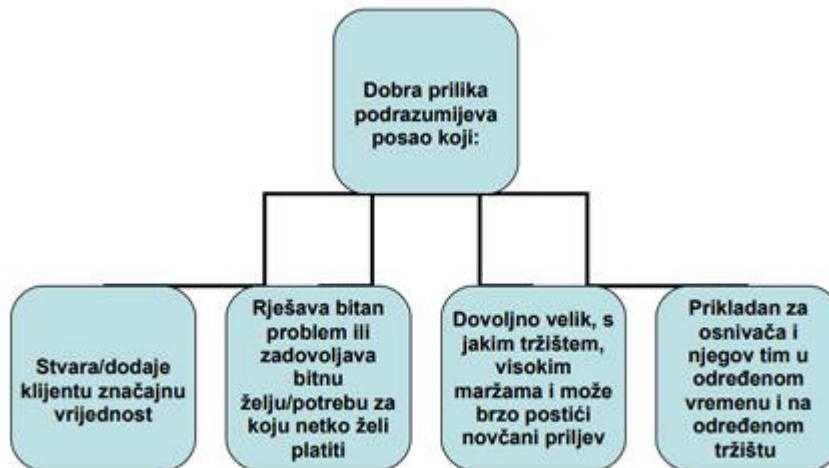 Dobra prilika
podrazumijeva
posao koji:
Stvara/dodaje
klijentu značajnu
vrijednost
Rješava bitan
problem ili
zadovoljava
bitnu
želju/potrebu za
koju netko želi
platiti
Dovoljno velik, s
jakim tržištem,
visokim
maržama i može
brzo postići
novčani priljev
Prikladan za
osnivača i
njegov tim u
određenom
vremenu i na
određenom
tržištu